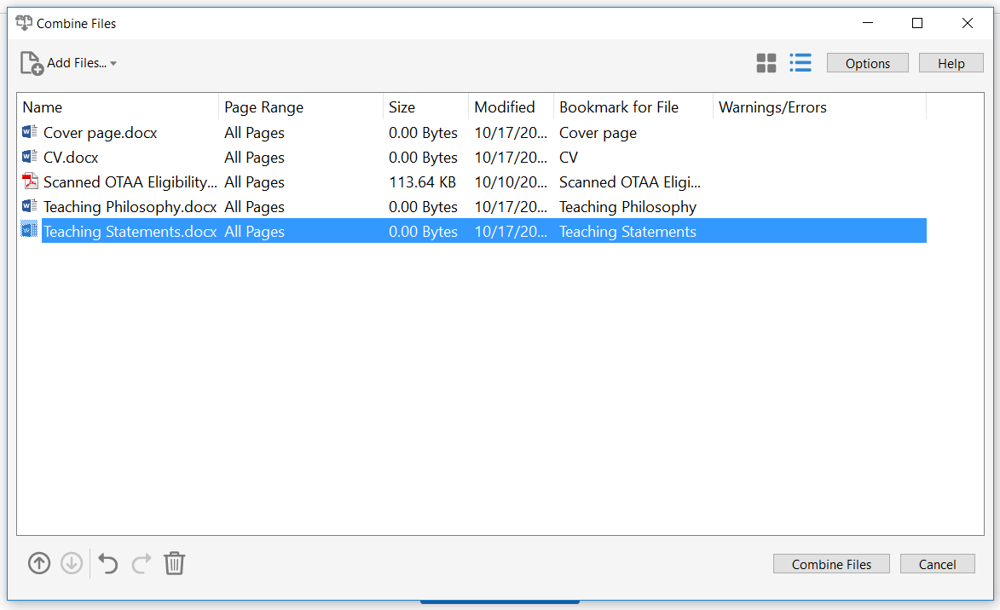 Combine Files
Add Files... Options Help
Name Page Range Size Modified Bookmark for File Warnings/Errors
Cover page.docx All Pages 0.00 Bytes 10/17/20... Cover page
CV.docx All Pages 0.00 Bytes 10/17/20... CV
Scanned OTAA Eligibility... All Pages 113.64 KB 10/10/20... Scanned OTAA Eligi...
Teaching Philosophy.docx All Pages 0.00 Bytes 10/17/20... Teaching Philosophy
Teaching Statements.docx All Pages 0.00 Bytes 10/17/20... Teaching Statements
Combine Files Cancel